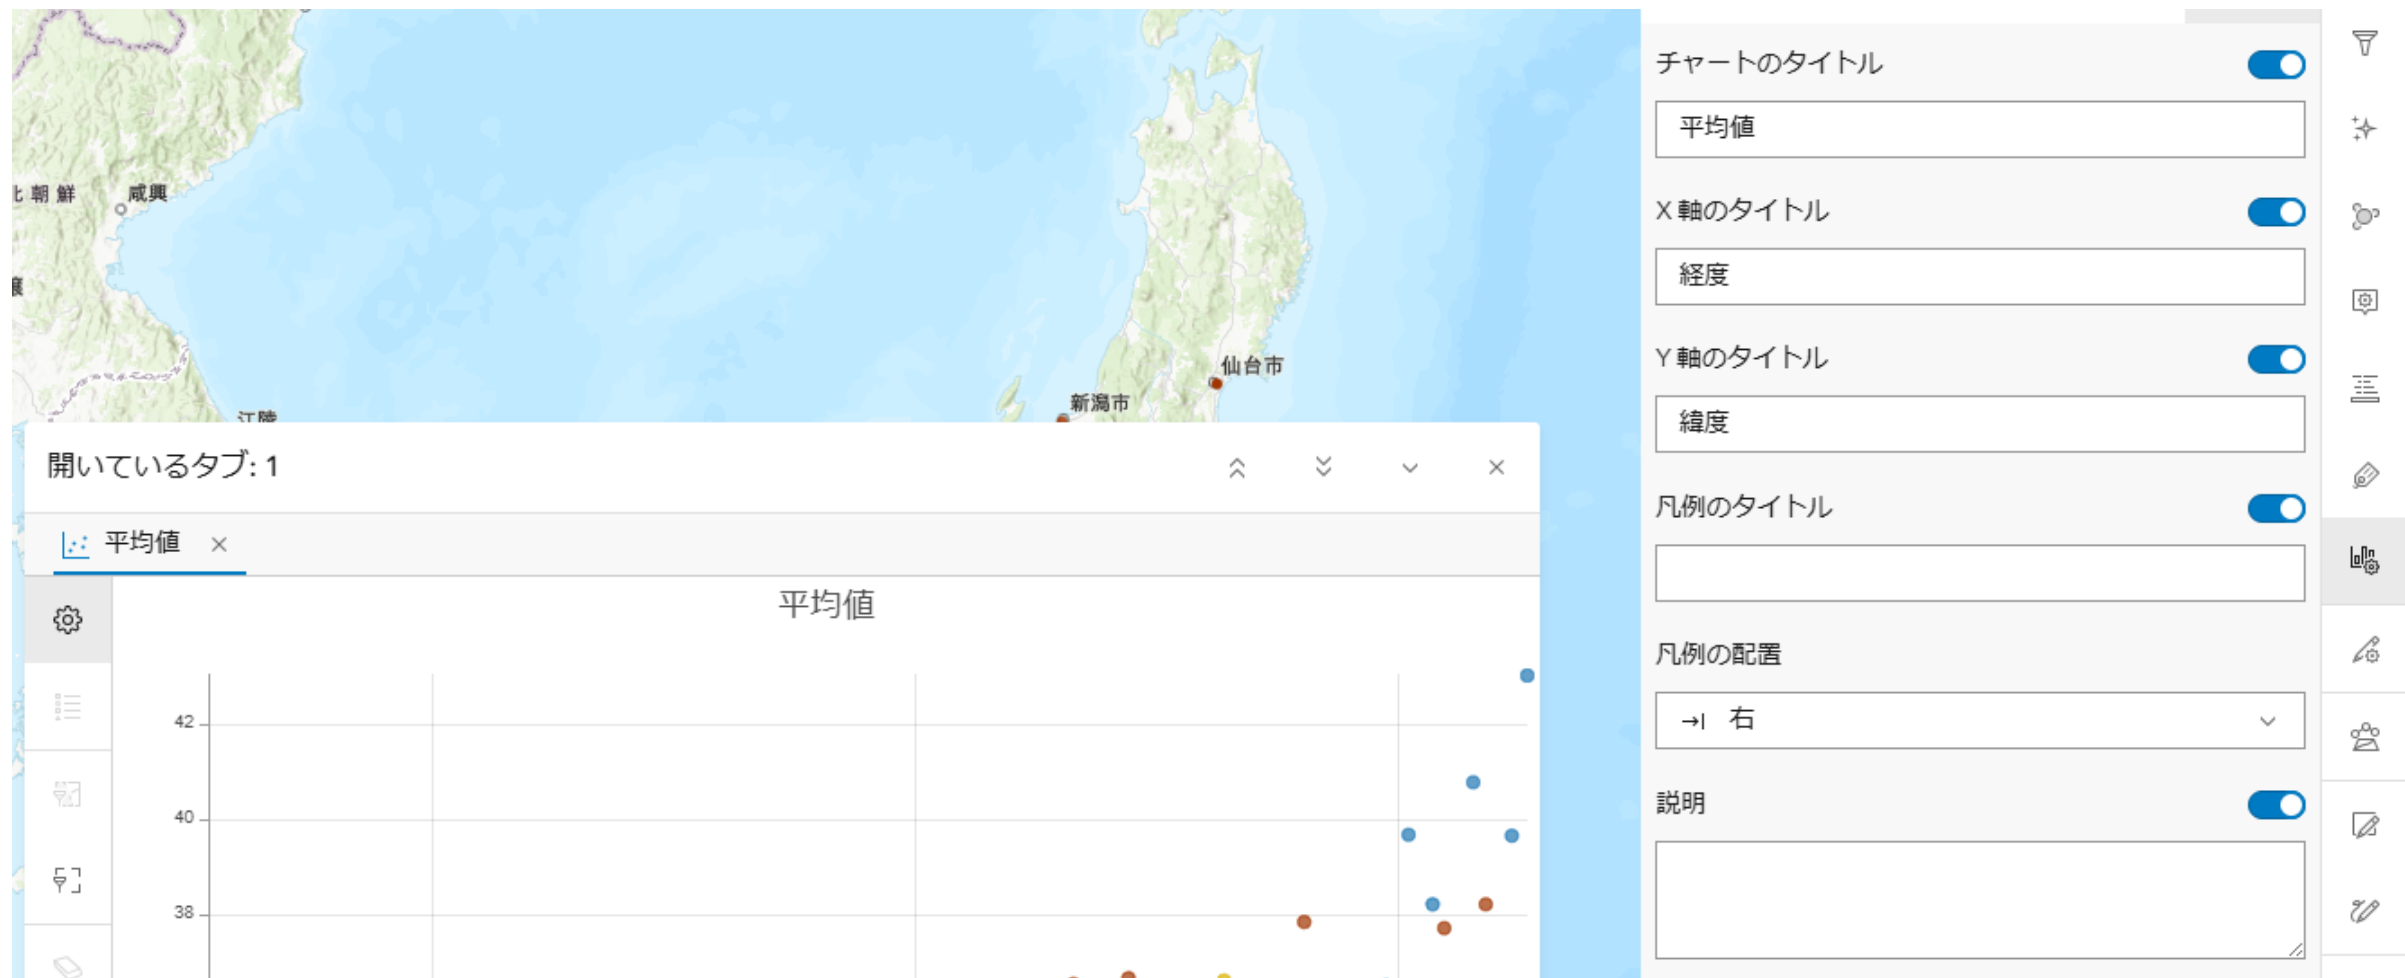 北朝鮮
咸興
江陵
仙台市
新潟市
開いているタブ: 1
平均値
平均値
42
40
38
チャートのタイトル
平均値
X 軸のタイトル
経度
Y 軸のタイトル
緯度
凡例のタイトル
凡例の配置
右
説明